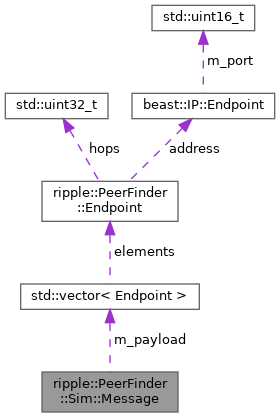 std::uint16_t
m_port
std::uint32_t
beast::IP::Endpoint
hops
address
ripple::PeerFinder
::Endpoint
elements
std::vector< Endpoint >
m_payload
ripple::PeerFinder
::Sim::Message